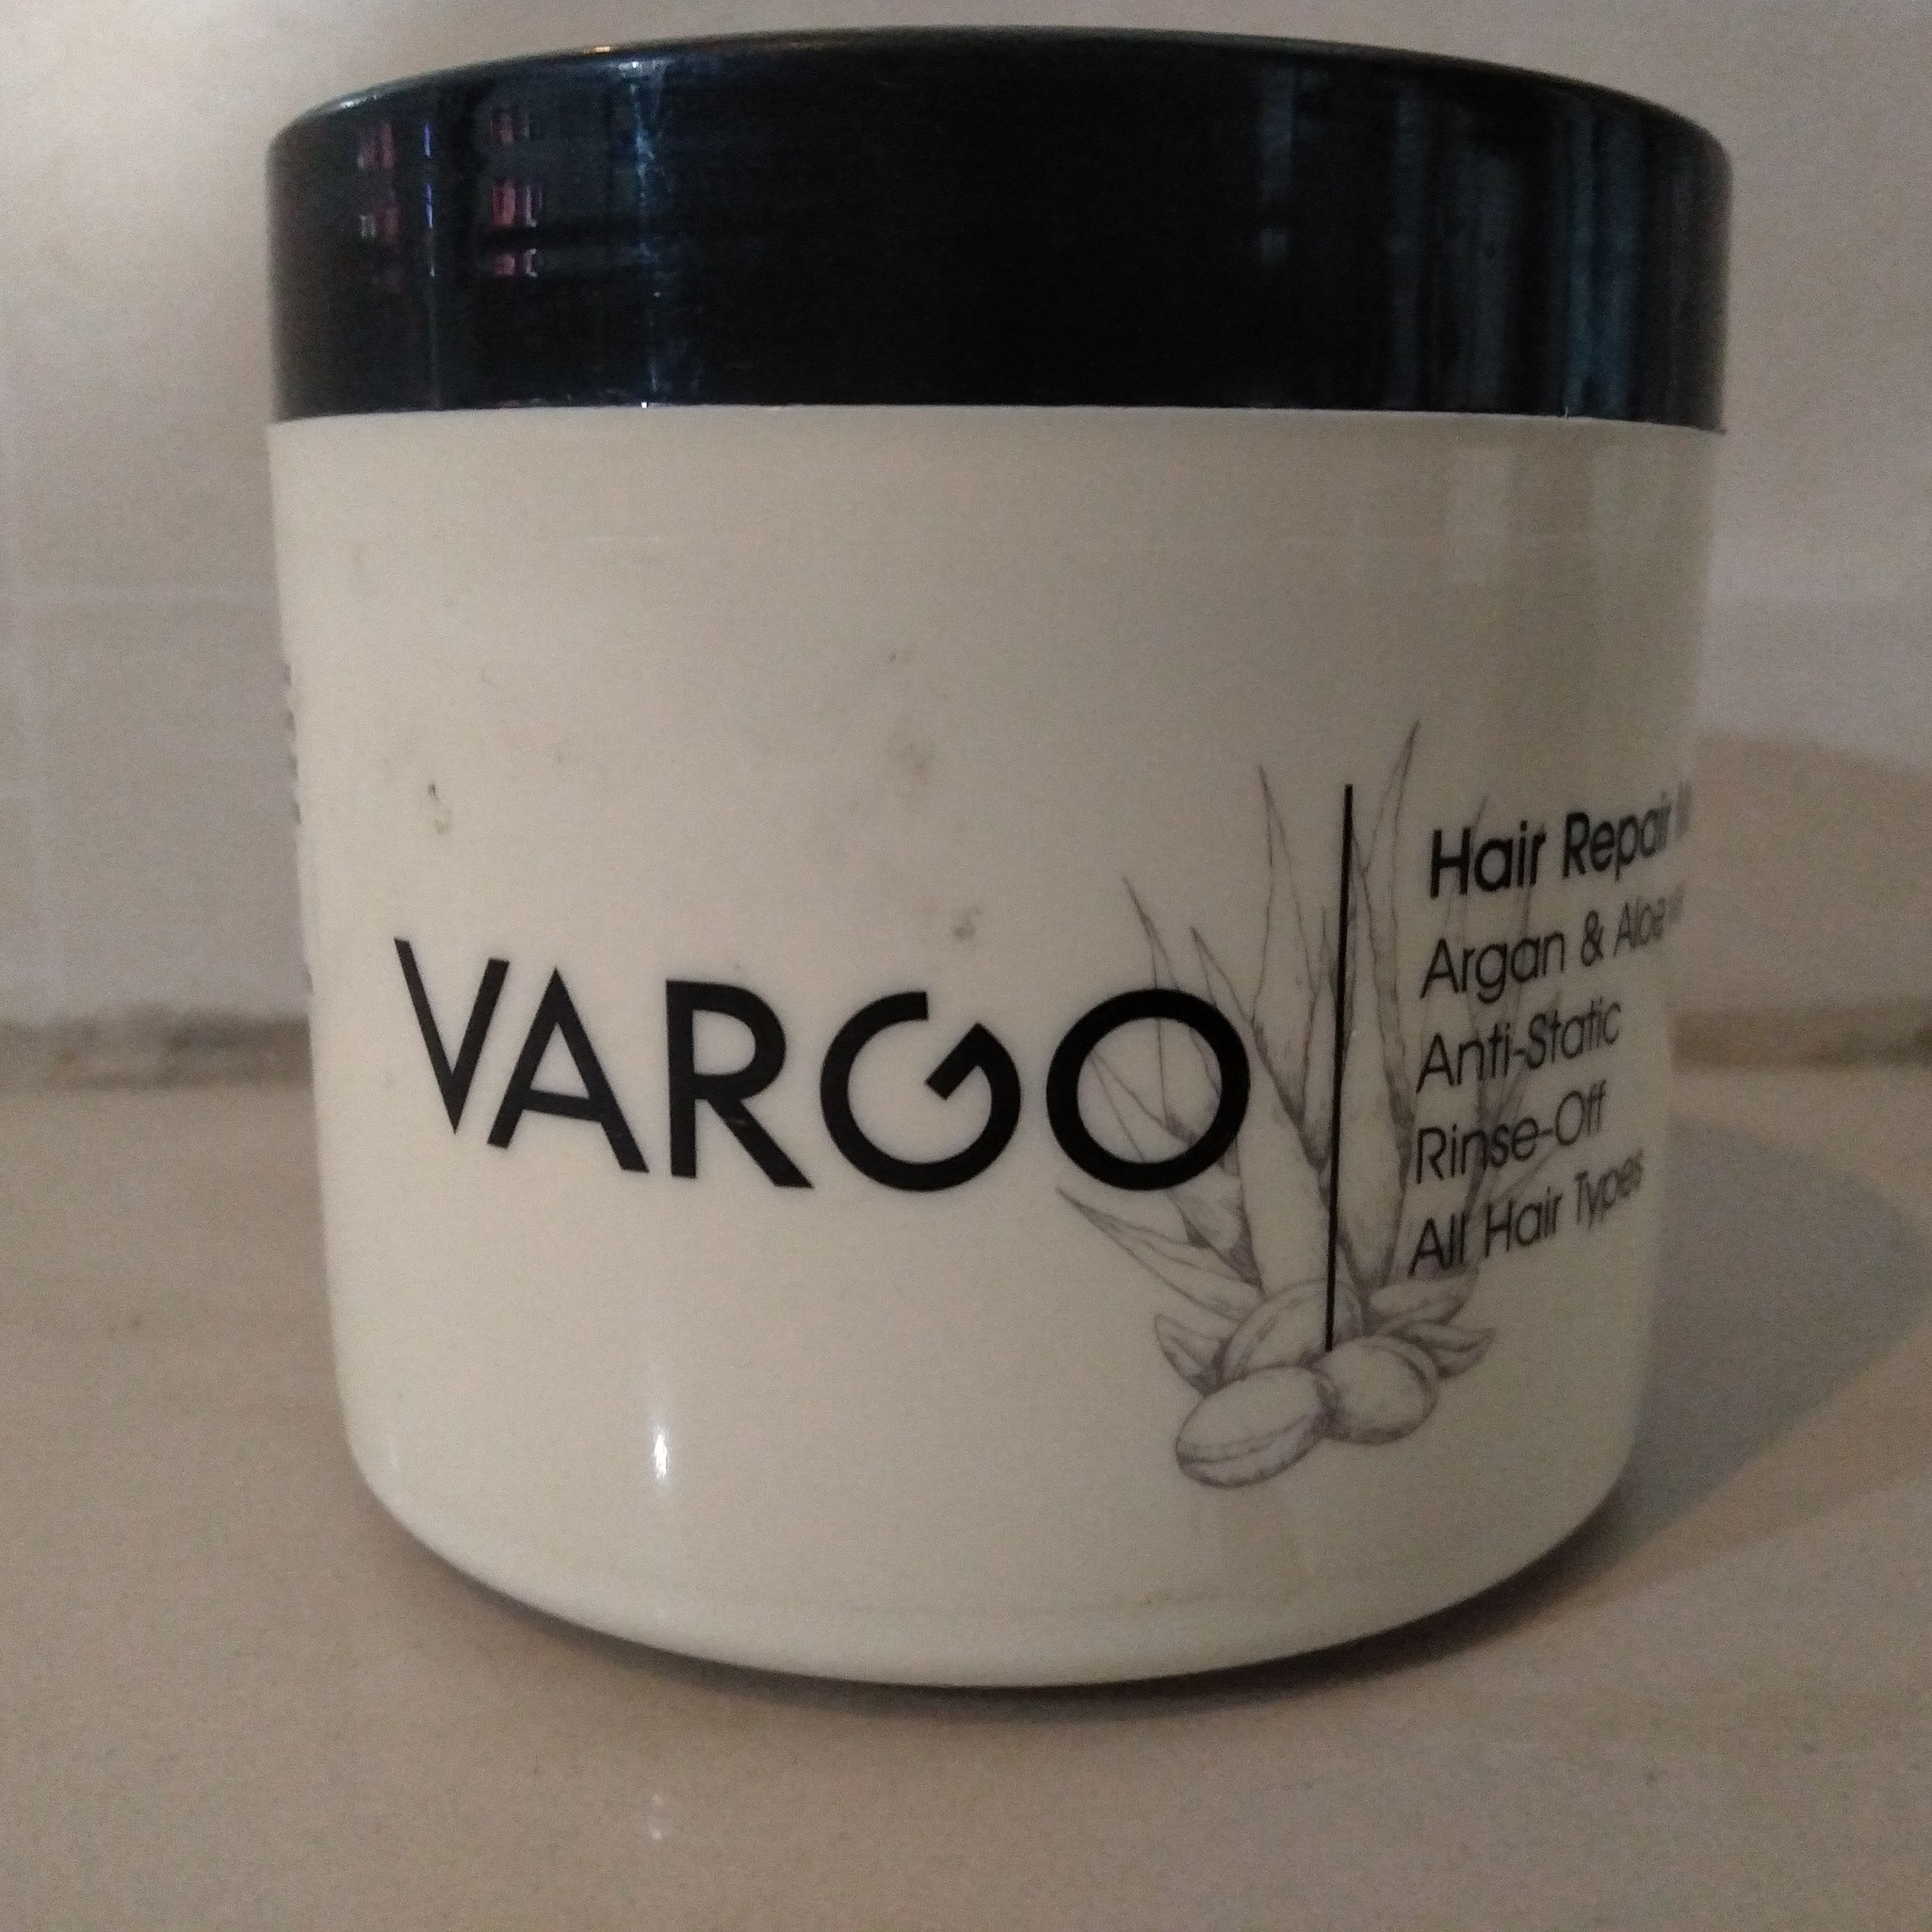 VARGO
Hair Repair
Argan & Aloe
Anti-Static
Rinse-Off
All Hair Types